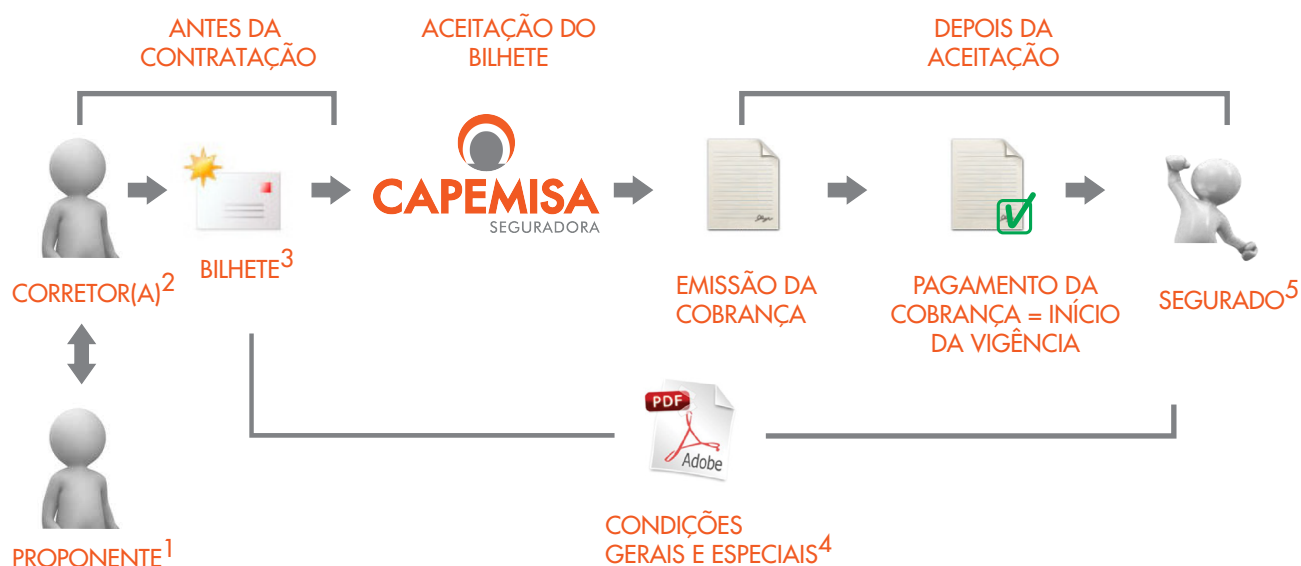 ANTES DA
CONTRATAÇÃO
ACEITAÇÃO DO
BILHETE
DEPOIS DA
ACEITAÇÃO
CAPEMISA
SEGURADORA
CORRETOR(A)2
BILHETE3
EMISSÃO DA
COBRANÇA
PAGAMENTO DA
COBRANÇA = INÍCIO
DA VIGÊNCIA
SEGURADO5
PDF
Adobe
PROPONENTE1
CONDIÇÕES
GERAIS E ESPECIAIS4